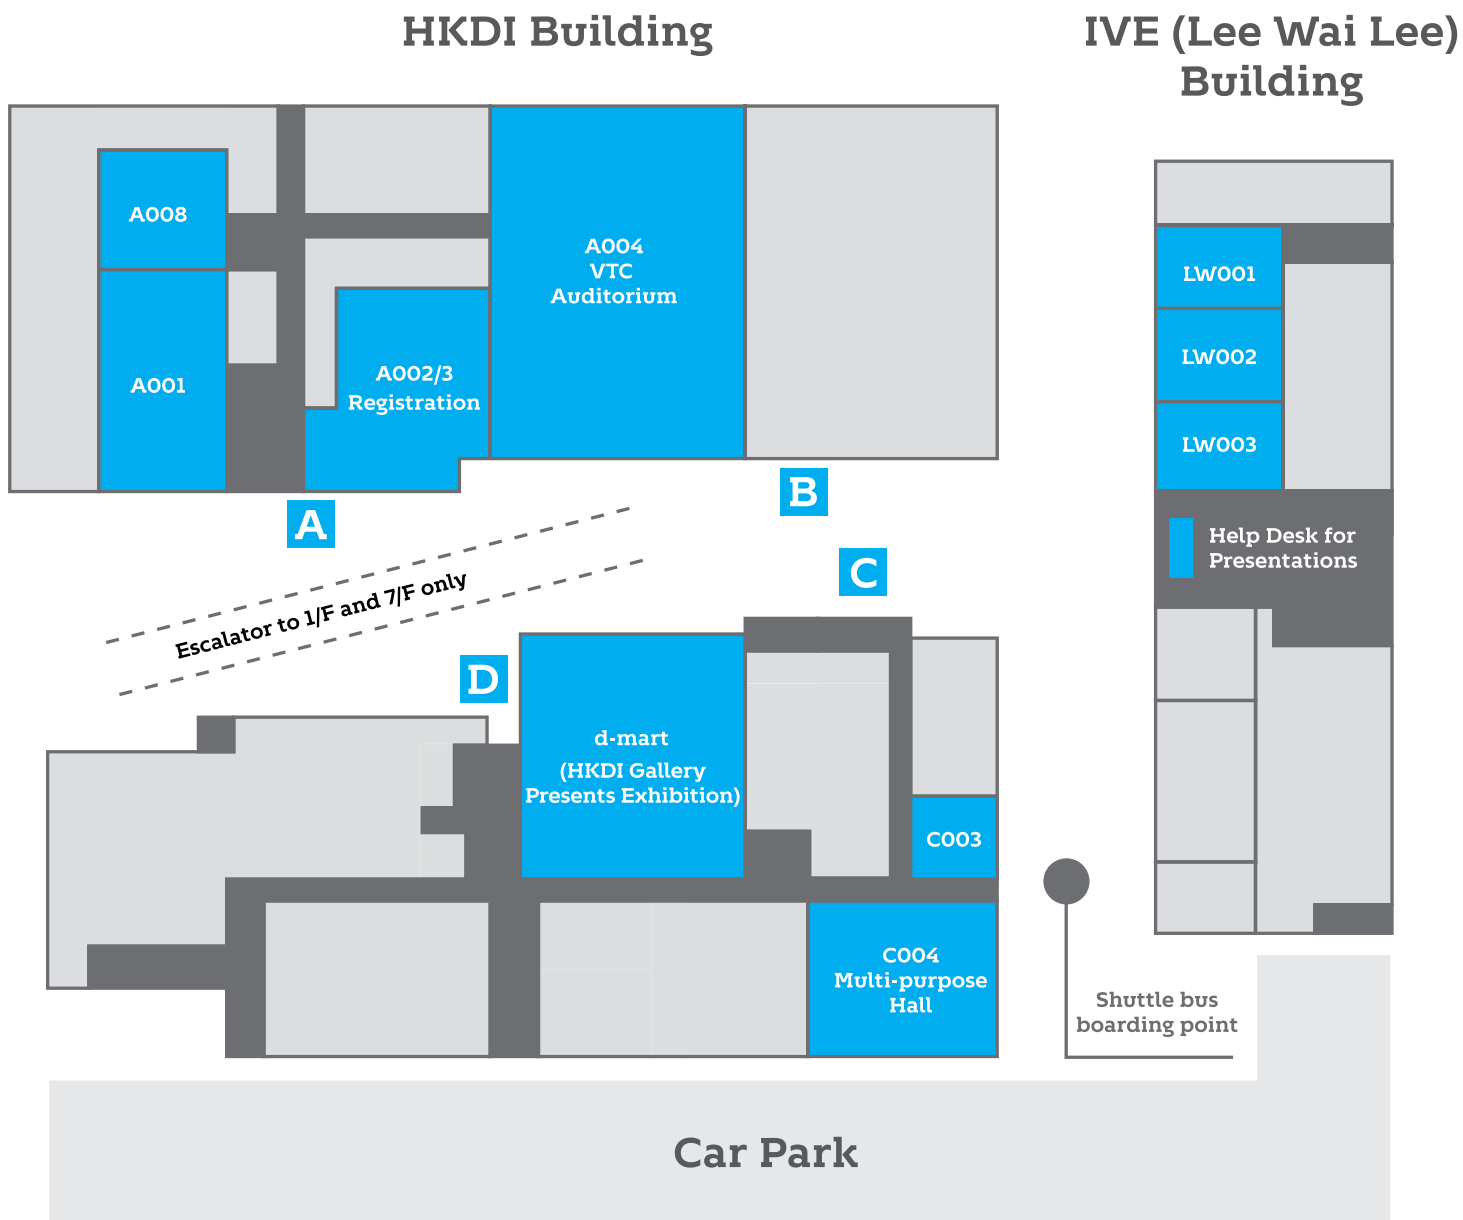 HKDI Building
IVE (Lee Wai Lee)
Building
A008
A001
A002/3
Registration
A004
VTC
Auditorium
LW001
LW002
LW003
Help Desk for
Presentations
A
B
C
D
Escalator to 1/F and 7/F only
d-mart
(HKDI Gallery
Presents Exhibition)
C003
C004
Multi-purpose
Hall
Shuttle bus
boarding point
Car Park